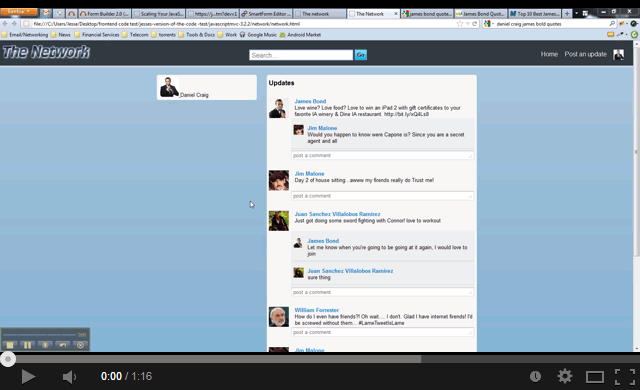 Firefox
Form Builder 2.0 (
Scaling Your JavaS...
https://j...tm?dev=1
SmartForm Editor
The network
The Network
james bond quote
James Bond Quot...
Top 10 Best James...
file:///C:/Users/Jesse/Desktop/frontend code test/jesses-version-of-the-code-test/javascriptmvc-3.2.2/network/network.html
daniel craig james bold quotes
Email/Networking
News
Financial Services
Telecom
torrents
Tools & Docs
Work
Google Music
Android Market
The Network
Search...
Go
Home
Post an update
Daniel Craig
Updates
James Bond
Love wine? Love food? Love to win an iPad 2 with gift certificates to your
favorite IA winery & Dine IA restaurant. http://bit.ly/xQ4Ls8
Jim Malone
Would you happen to know were Capone is? Since you are a secret
agent and all
post a comment
Jim Malone
Day 2 of house sitting...awww my firends really do Trust me!
post a comment
Juan Sanchez Villalobos Ramirez
Just got doing some sword fighting with Connor! love to workout
James Bond
Let me know when you're going to be going at it again, I would love to
join
Juan Sanchez Villalobos Ramirez
sure thing
post a comment
William Forrester
How do I even have friends?! Oh wait.... I don't. Glad I have internet firends! I'd
be screwed without them... #LameTweetIsLame
post a comment
Jim Malone
0:00 / 1:16